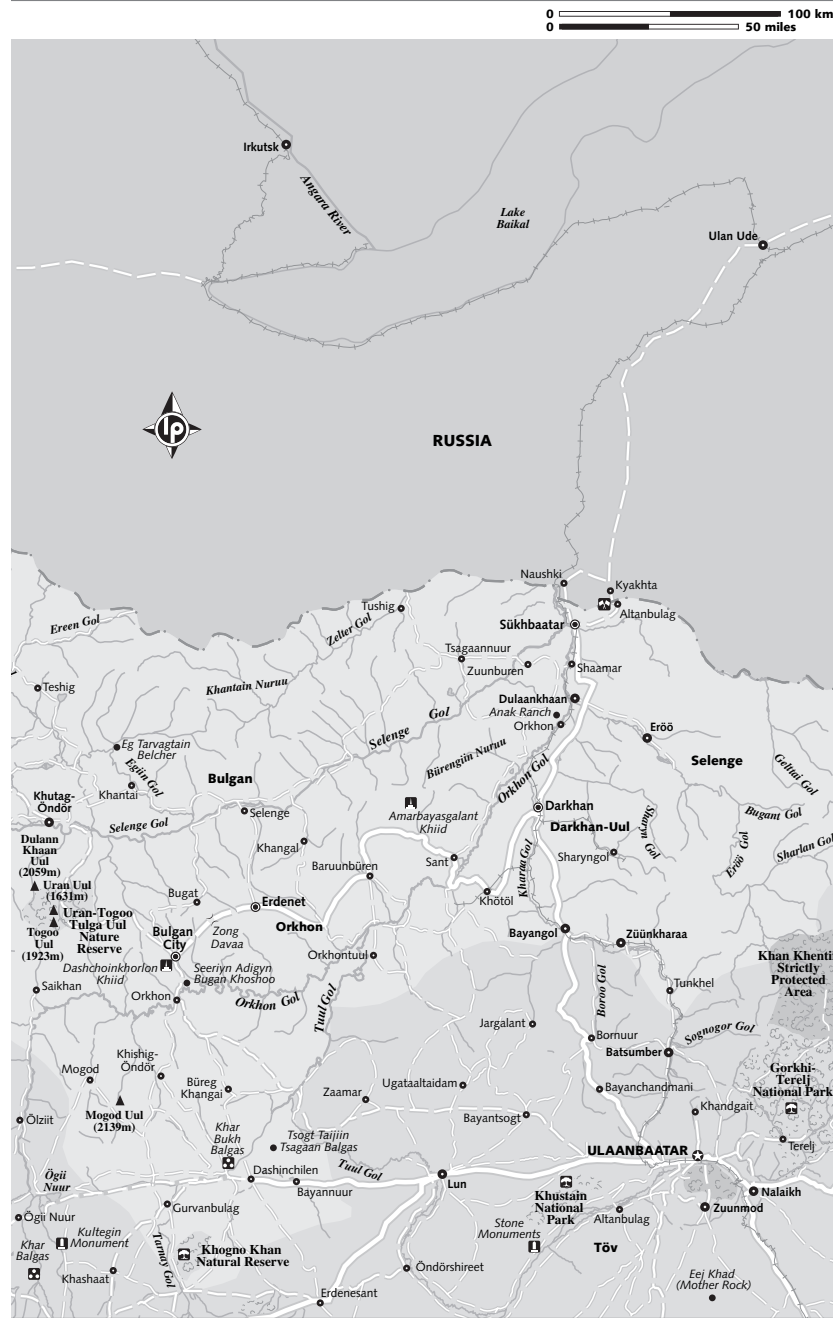 0 100 km
0 50 miles
Irkutsk
Angara River
Lake
Baikal
Ulan Ude
lp
RUSSIA
Naushki
Kyakhta
Altanbulag
Tushig
Sükhbaatar
Ereen Gol
Zelter Gol
Tsagaannuur
Zuunburen
Shaamar
Teshig
Khantain Nuruu
Dulaankhaan
Anak Ranch
Orkhon
Selenge Gol
Eröö
Eg Tarvagtain
Belcher
Egiin Gol
Bulgan
Bürengiin Nuruu
Orkhon Gol
Selenge
Geltai Gol
Khantai
Khutag-
Öndör
Selenge
Amarbayasgalant
Khiid
Darkhan
Darkhan-Uul
Sharyn Gol
Bugant Gol
Selenge Gol
Dulann
Khaan
Uul
(2059m)
Khangal
Sharyngol
Eröö Gol
Sharlan Gol
Baruunbüren
Sant
Kharaa Gol
Uran Uul
(1631m)
Bugat
Khötöl
Uran-Togoo
Tulga Uul
Nature
Reserve
Togoo
Uul
(1923m)
Erdenet
Orkhon
Bulgan
City
Zong
Davaa
Bayangol
Züünkharaa
Dashchoinkhorlon
Khiid
Seeriyn Adigyn
Bugan Khoshoo
Orkhontuul
Khan Khentii
Strictly
Protected
Area
Saikhan
Orkhon
Orkhon Gol
Tuul Gol
Boroo Gol
Tunkhel
Jargalant
Bornuur
Sognogor Gol
Batsumber
Mogod
Khishig-
Öndör
Büreg
Khangai
Ugataaltaidam
Zaamar
Bayanchandmani
Gorkhi-
Terelj
National Park
Mogod Uul
(2139m)
Bayantsogt
Khandgait
Ölziit
Khar
Bukh
Balgas
Tsogt Taijiin
Tsagaan Balgas
Terelj
ULAANBAATAR
Ögii
Nuur
Dashinchilen
Bayannuur
Tuul Gol
Lun
Khustain
National
Park
Nalaikh
Zuunmod
Altanbulag
Ögii Nuur
Gurvanbulag
Kultegin
Monument
Khar
Balgas
Tarnay Gol
Khogno Khan
Natural Reserve
Stone
Monuments
Töv
Khashaat
Öndörshireet
Eej Khad
(Mother Rock)
Erdenesant